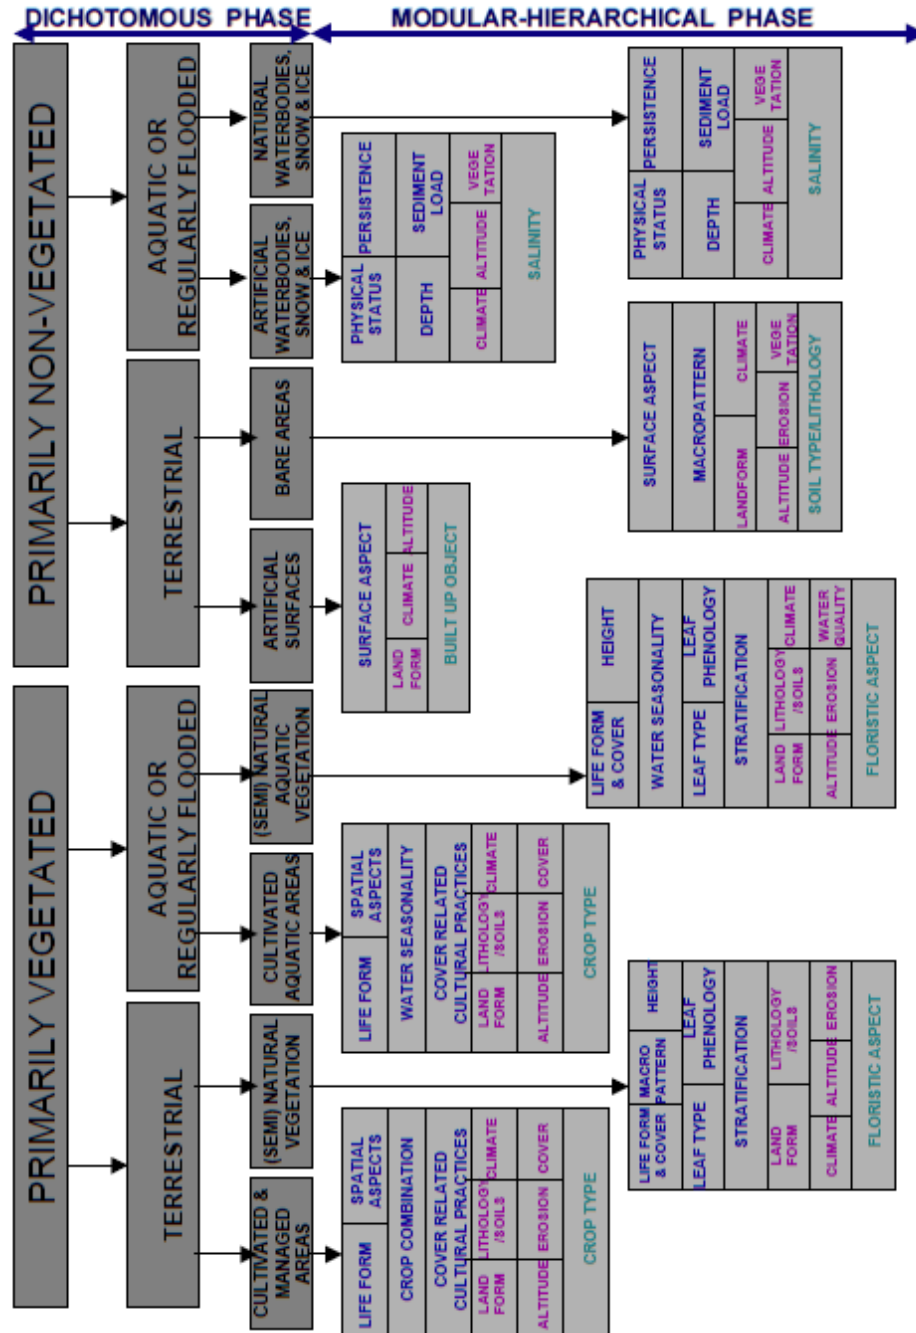 DICHOTOMOUS PHASE
MODULAR-HIERARCHICAL PHASE
PRIMARILY VEGETATED
PRIMARILY NON-VEGETATED
TERRESTRIAL
AQUATIC OR
REGULARLY FLOODED
TERRESTRIAL
AQUATIC OR
REGULARLY FLOODED
CULTIVATED &
MANAGED
AREAS
(SEMI) NATURAL
VEGETATION
CULTIVATED
AQUATIC AREAS
(SEMI) NATURAL
AQUATIC
VEGETATION
ARTIFICIAL
SURFACES
BARE AREAS
ARTIFICIAL
WATERBODIES,
SNOW & ICE
NATURAL
WATERBODIES,
SNOW & ICE
LIFE FORM
SPATIAL
ASPECTS
CROP COMBINATION
COVER RELATED
CULTURAL PRACTICES
LAND
FORM
LITHOLOGY
/SOILS
CLIMATE
ALTITUDE
EROSION
COVER
CROP TYPE
LIFE FORM
SPATIAL
ASPECTS
WATER SEASONALITY
COVER RELATED
CULTURAL PRACTICES
LAND
FORM
LITHOLOGY
/SOILS
CLIMATE
ALTITUDE
EROSION
COVER
CROP TYPE
SURFACE ASPECT
LAND
FORM
CLIMATE
ALTITUDE
BUILT UP OBJECT
PHYSICAL
STATUS
PERSISTENCE
DEPTH
SEDIMENT
LOAD
CLIMATE
ALTITUDE
VEGE
TATION
SALINITY
LIFE FORM
& COVER
MACRO
PATTERN
HEIGHT
LEAF TYPE
LEAF
PHENOLOGY
STRATIFICATION
LAND
FORM
LITHOLOGY
/SOILS
CLIMATE
ALTITUDE
EROSION
FLORISTIC ASPECT
LIFE FORM
& COVER
HEIGHT
WATER SEASONALITY
LEAF TYPE
LEAF
PHENOLOGY
STRATIFICATION
LAND
FORM
LITHOLOGY
/SOILS
CLIMATE
ALTITUDE
EROSION
WATER
QUALITY
FLORISTIC ASPECT
SURFACE ASPECT
MACROPATTERN
LANDFORM
CLIMATE
ALTITUDE
EROSION
VEGE
TATION
SOIL TYPE/LITHOLOGY
PHYSICAL
STATUS
PERSISTENCE
DEPTH
SEDIMENT
LOAD
CLIMATE
ALTITUDE
VEGE
TATION
SALINITY